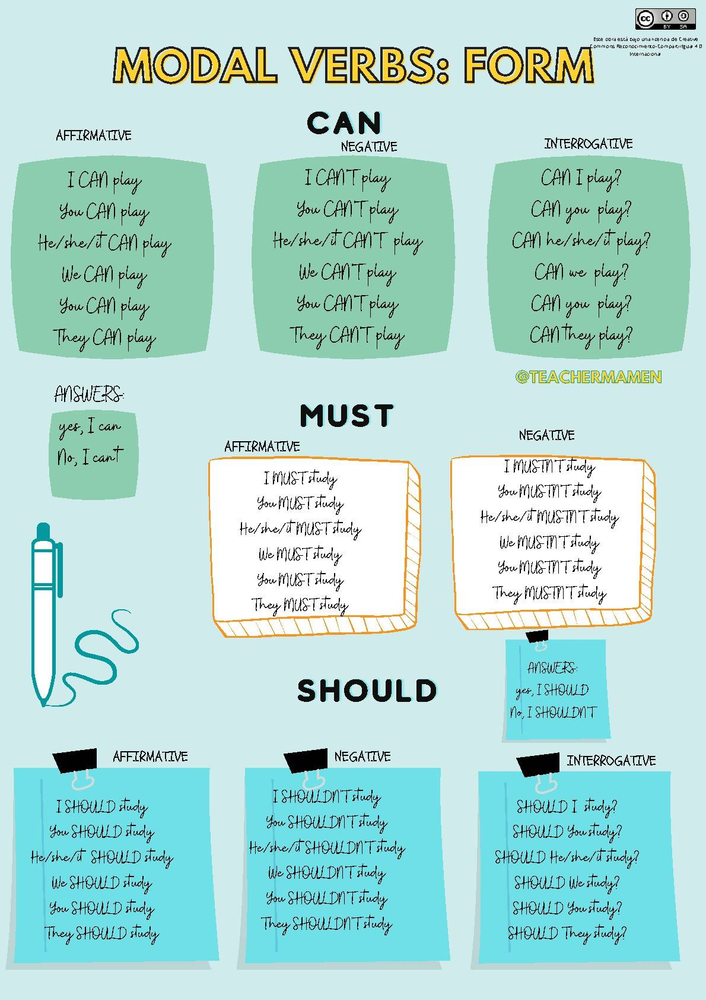 BY SA
Este obra está bajo una licencia de Creative
Commons Reconocimiento-CompartirIgual 4.0
Internacional
MODAL VERBS: FORM
CAN
AFFIRMATIVE
I CAN play
You CAN play
He/she/it CAN play
We CAN play
You CAN play
They CAN play
NEGATIVE
I CAN'T play
You CAN'T play
He/she/it CAN'T play
We CAN'T play
You CAN'T play
They CAN'T play
INTERROGATIVE
CAN I play?
CAN you play?
CAN he/she/it play?
CAN we play?
CAN you play?
CAN they play?
@TEACHERMAMEN
ANSWERS:
yes, I can
No, I can't
MUST
AFFIRMATIVE
I MUST study
You MUST study
He/she/it MUST study
We MUST study
You MUST study
They MUST study
NEGATIVE
I MUSTN'T study
You MUSTN'T study
He/she/it MUSTN'T study
We MUSTN'T study
You MUSTN'T study
They MUSTN'T study
SHOULD
ANSWERS:
yes, I SHOULD
No, I SHOULDN'T
AFFIRMATIVE
I SHOULD study
You SHOULD study
He/she/it SHOULD study
We SHOULD study
You SHOULD study
They SHOULD study
NEGATIVE
I SHOULDN'T study
You SHOULDN'T study
He/she/it SHOULDN'T study
We SHOULDN'T study
You SHOULDN'T study
They SHOULDN'T study
INTERROGATIVE
SHOULD I study?
SHOULD You study?
SHOULD He/she/it study?
SHOULD We study?
SHOULD You study?
SHOULD They study?